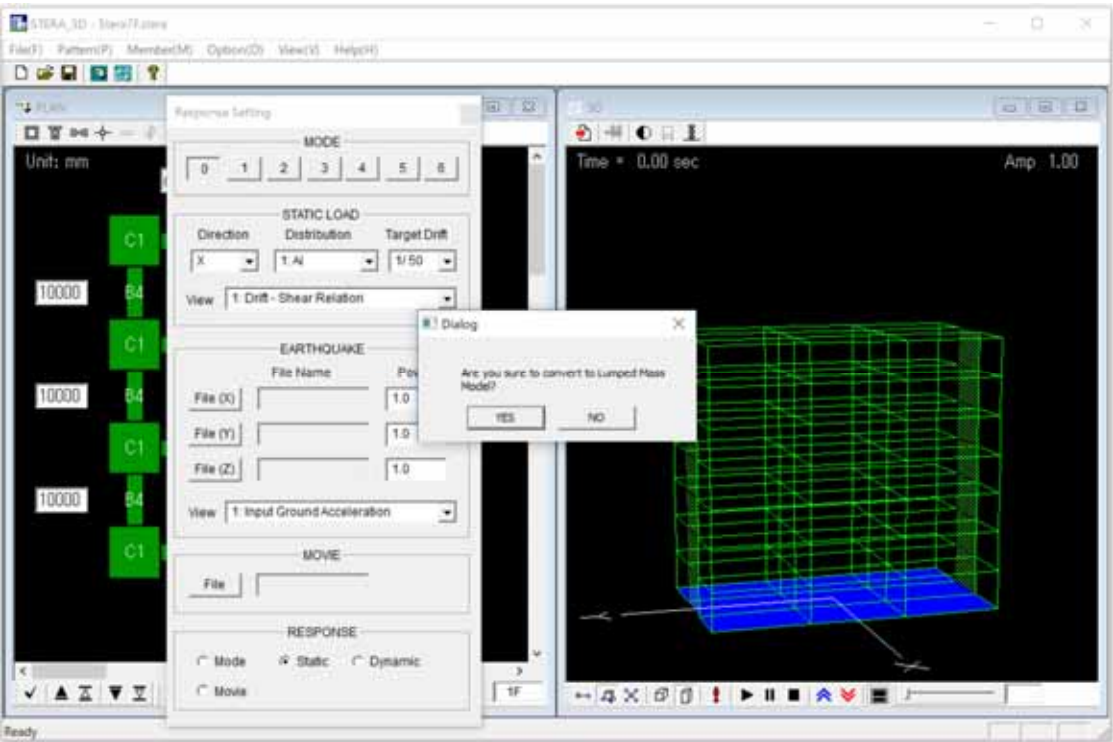 STERA_3D - Stera7F.stera
File(F) Pattern(P) Member(M) Option(O) View(V) Help(H)
PLAN
Unit: mm
C1
10000 B4
C1
10000 B4
C1
10000 B4
C1
1F
Response Setting
MODE
0 1 2 3 4 5 6
STATIC LOAD
Direction Distribution Target Drift
X 1: Ai 1/ 50
View 1: Drift - Shear Relation
EARTHQUAKE
File Name
File (X) 1.0
File (Y) 1.0
File (Z) 1.0
View 1: Input Ground Acceleration
MOVIE
File
RESPONSE
Mode Static Dynamic
Movie
Dialog
Are you sure to convert to Lumped Mass
Model?
YES NO
3D
Time = 0.00 sec Amp 1.00
Ready